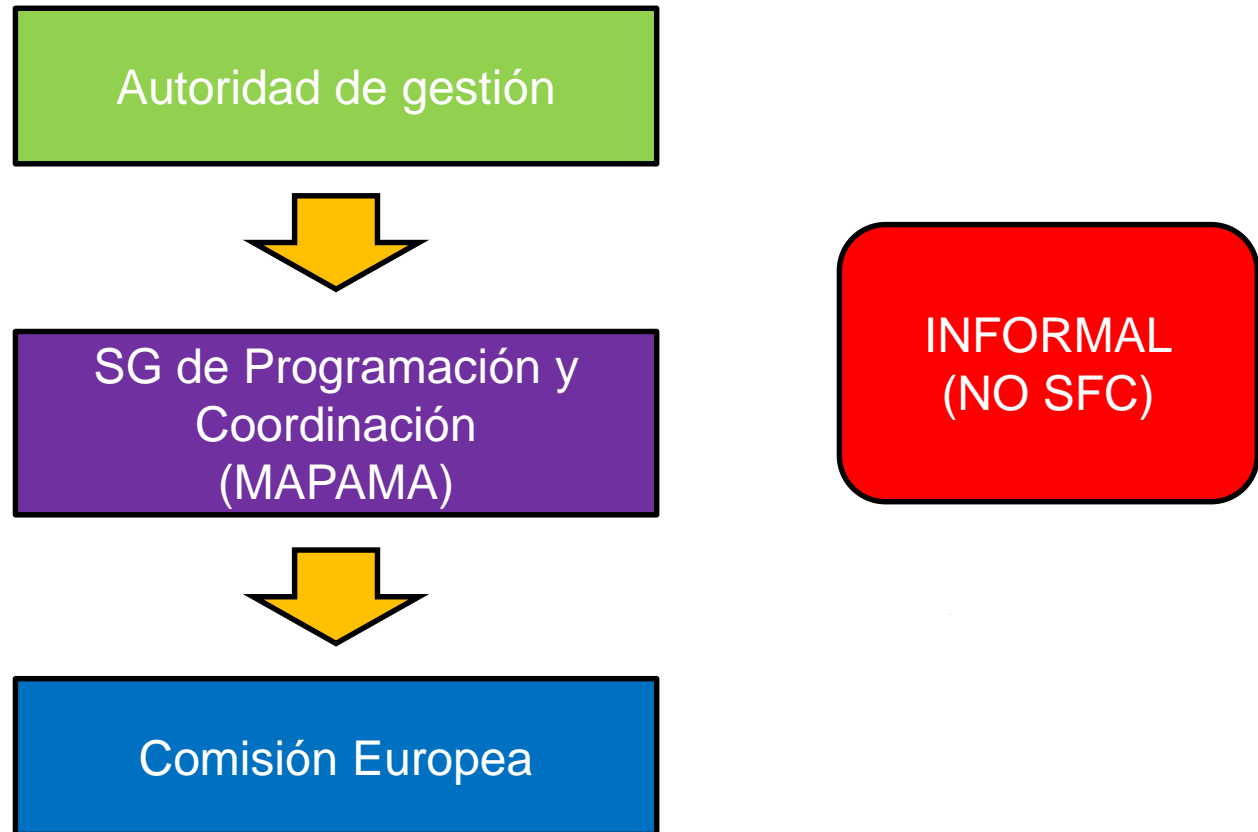 Autoridad de gestión
SG de Programación y
Coordinación
(MAPAMA)
Comisión Europea
INFORMAL
(NO SFC)